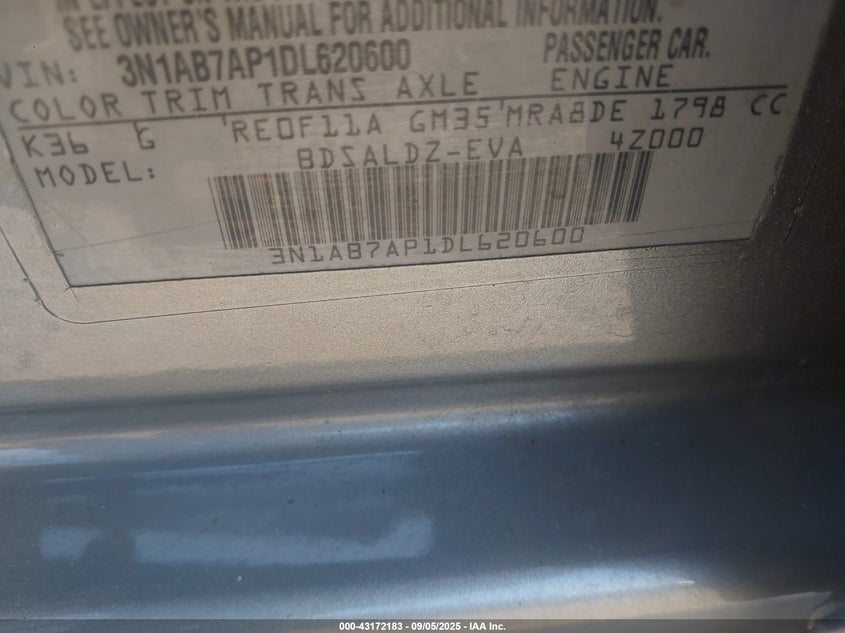 SEE OWNER'S MANUAL FOR ADDITIONAL INFORMATION.
VIN: 3N1AB7AP1DL620600 PASSENGER CAR.
COLOR TRIM TRANS AXLE ENGINE
K36 G RE0F11A GM35 MRA8DE 1798 CC
MODEL: BDSALDZ-EVA 4Z000
3N1AB7AP1DL620600
000-43172183 - 09/05/2025 - IAA Inc.